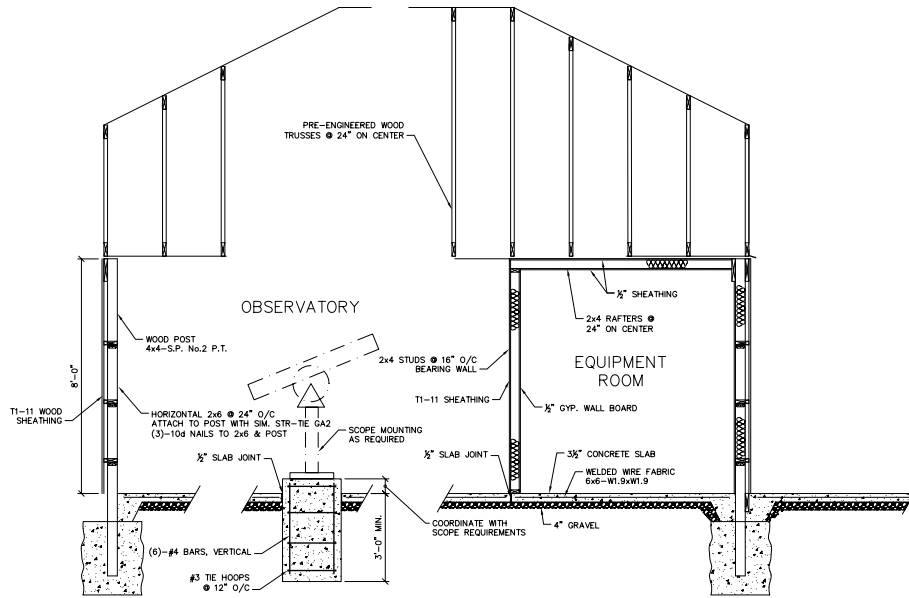 PRE-ENGINEERED WOOD
TRUSSES @ 24" ON CENTER
OBSERVATORY
½" SHEATHING
2x4 RAFTERS @
24" ON CENTER
WOOD POST
4x4-S.P. No.2 P.T.
8'-0"
2x4 STUDS @ 16" O/C
BEARING WALL
EQUIPMENT
ROOM
T1-11 WOOD
SHEATHING
HORIZONTAL 2x6 @ 24" O/C
ATTACH TO POST WITH SIM. STR-TIE GA2
(3)-10d NAILS TO 2x6 & POST
SCOPE MOUNTING
AS REQUIRED
T1-11 SHEATHING
½" GYP. WALL BOARD
½" SLAB JOINT
½" SLAB JOINT
3½" CONCRETE SLAB
WELDED WIRE FABRIC
6x6-W1.9xW1.9
COORDINATE WITH
SCOPE REQUIREMENTS
4" GRAVEL
3'-0" MIN.
(6)-#4 BARS, VERTICAL
#3 TIE HOOPS
@ 12" O/C